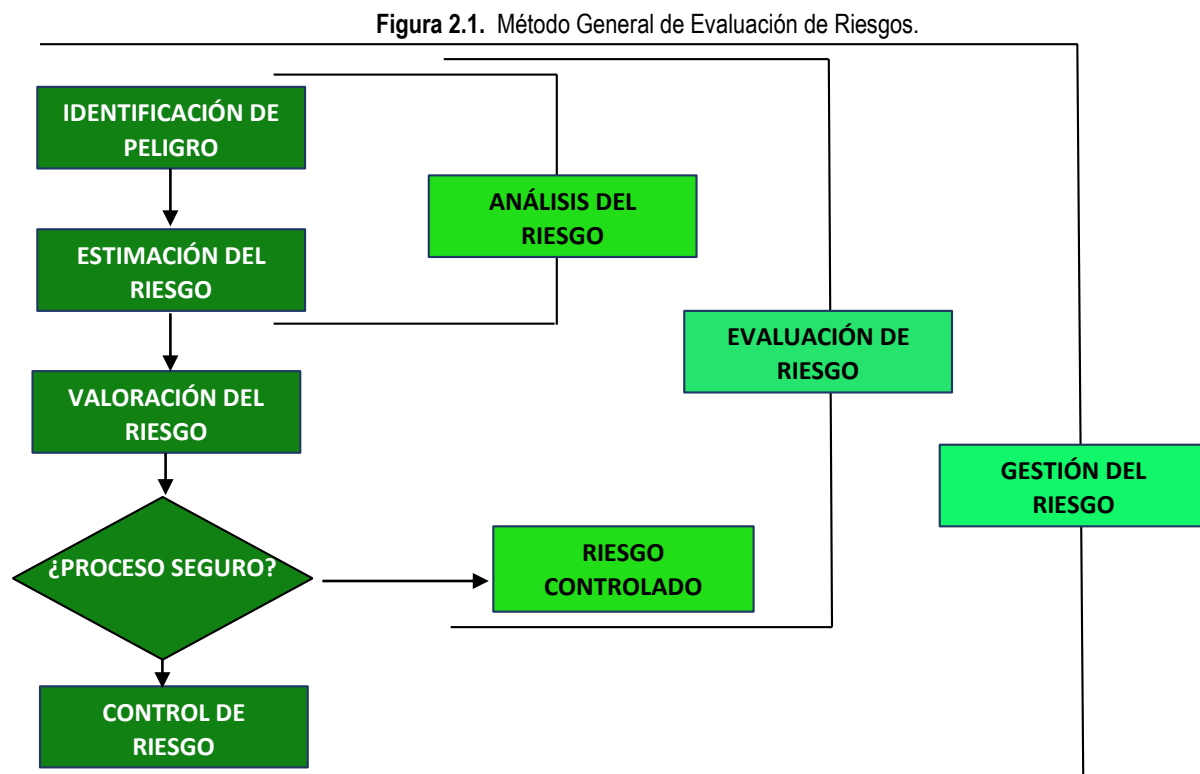 Figura 2.1. Método General de Evaluación de Riesgos.
IDENTIFICACIÓN DE
PELIGRO
ANÁLISIS DEL
RIESGO
ESTIMACIÓN DEL
RIESGO
EVALUACIÓN DE
RIESGO
VALORACIÓN DEL
RIESGO
GESTIÓN DEL
RIESGO
¿PROCESO SEGURO?
RIESGO
CONTROLADO
CONTROL DE
RIESGO